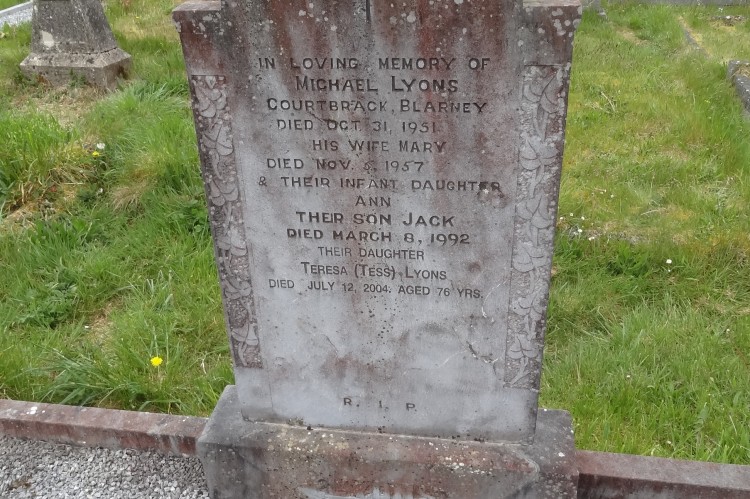 IN LOVING MEMORY OF
MICHAEL LYONS
COURTBRACK, BLARNEY
DIED OCT. 31, 1951.
HIS WIFE MARY
DIED NOV. 1957
& THEIR INFANT DAUGHTER
ANN
THEIR SON JACK
DIED MARCH 8, 1992
THEIR DAUGHTER
TERESA (TESS) LYONS
DIED JULY 12, 2004. AGED 76 YRS.
R. I. P.